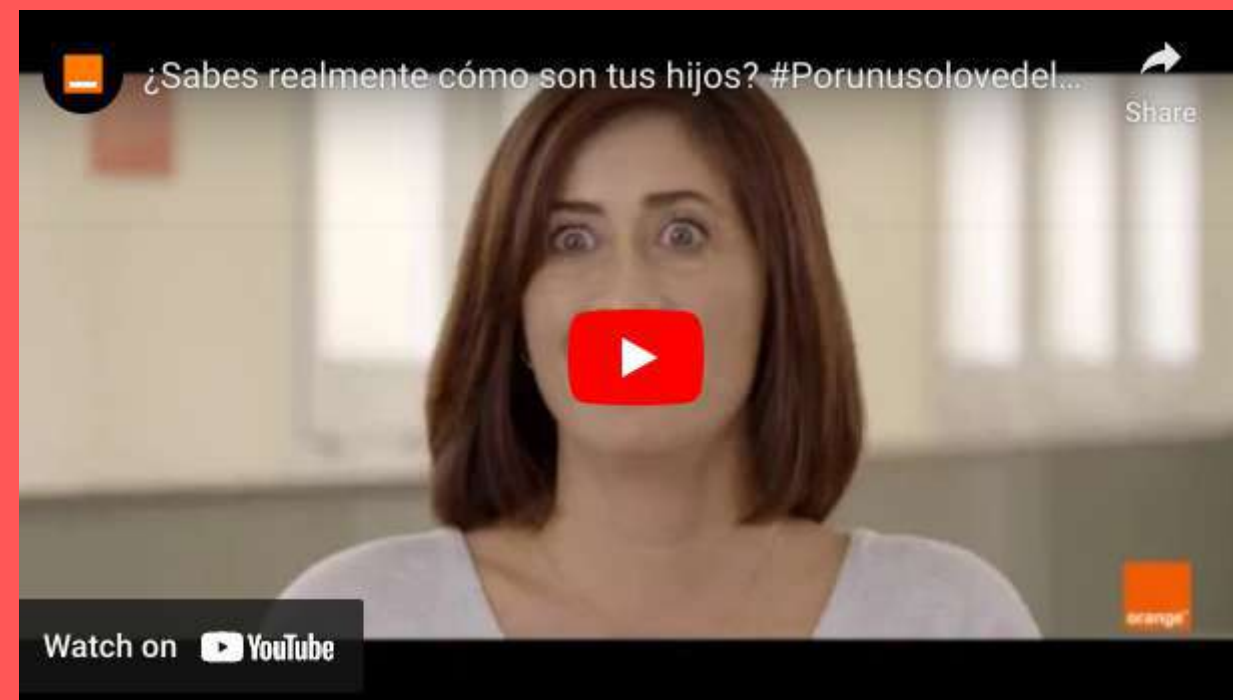 ¿Sabes realmente cómo son tus hijos? #Porunusolovedel...
Share
Watch on YouTube
orange